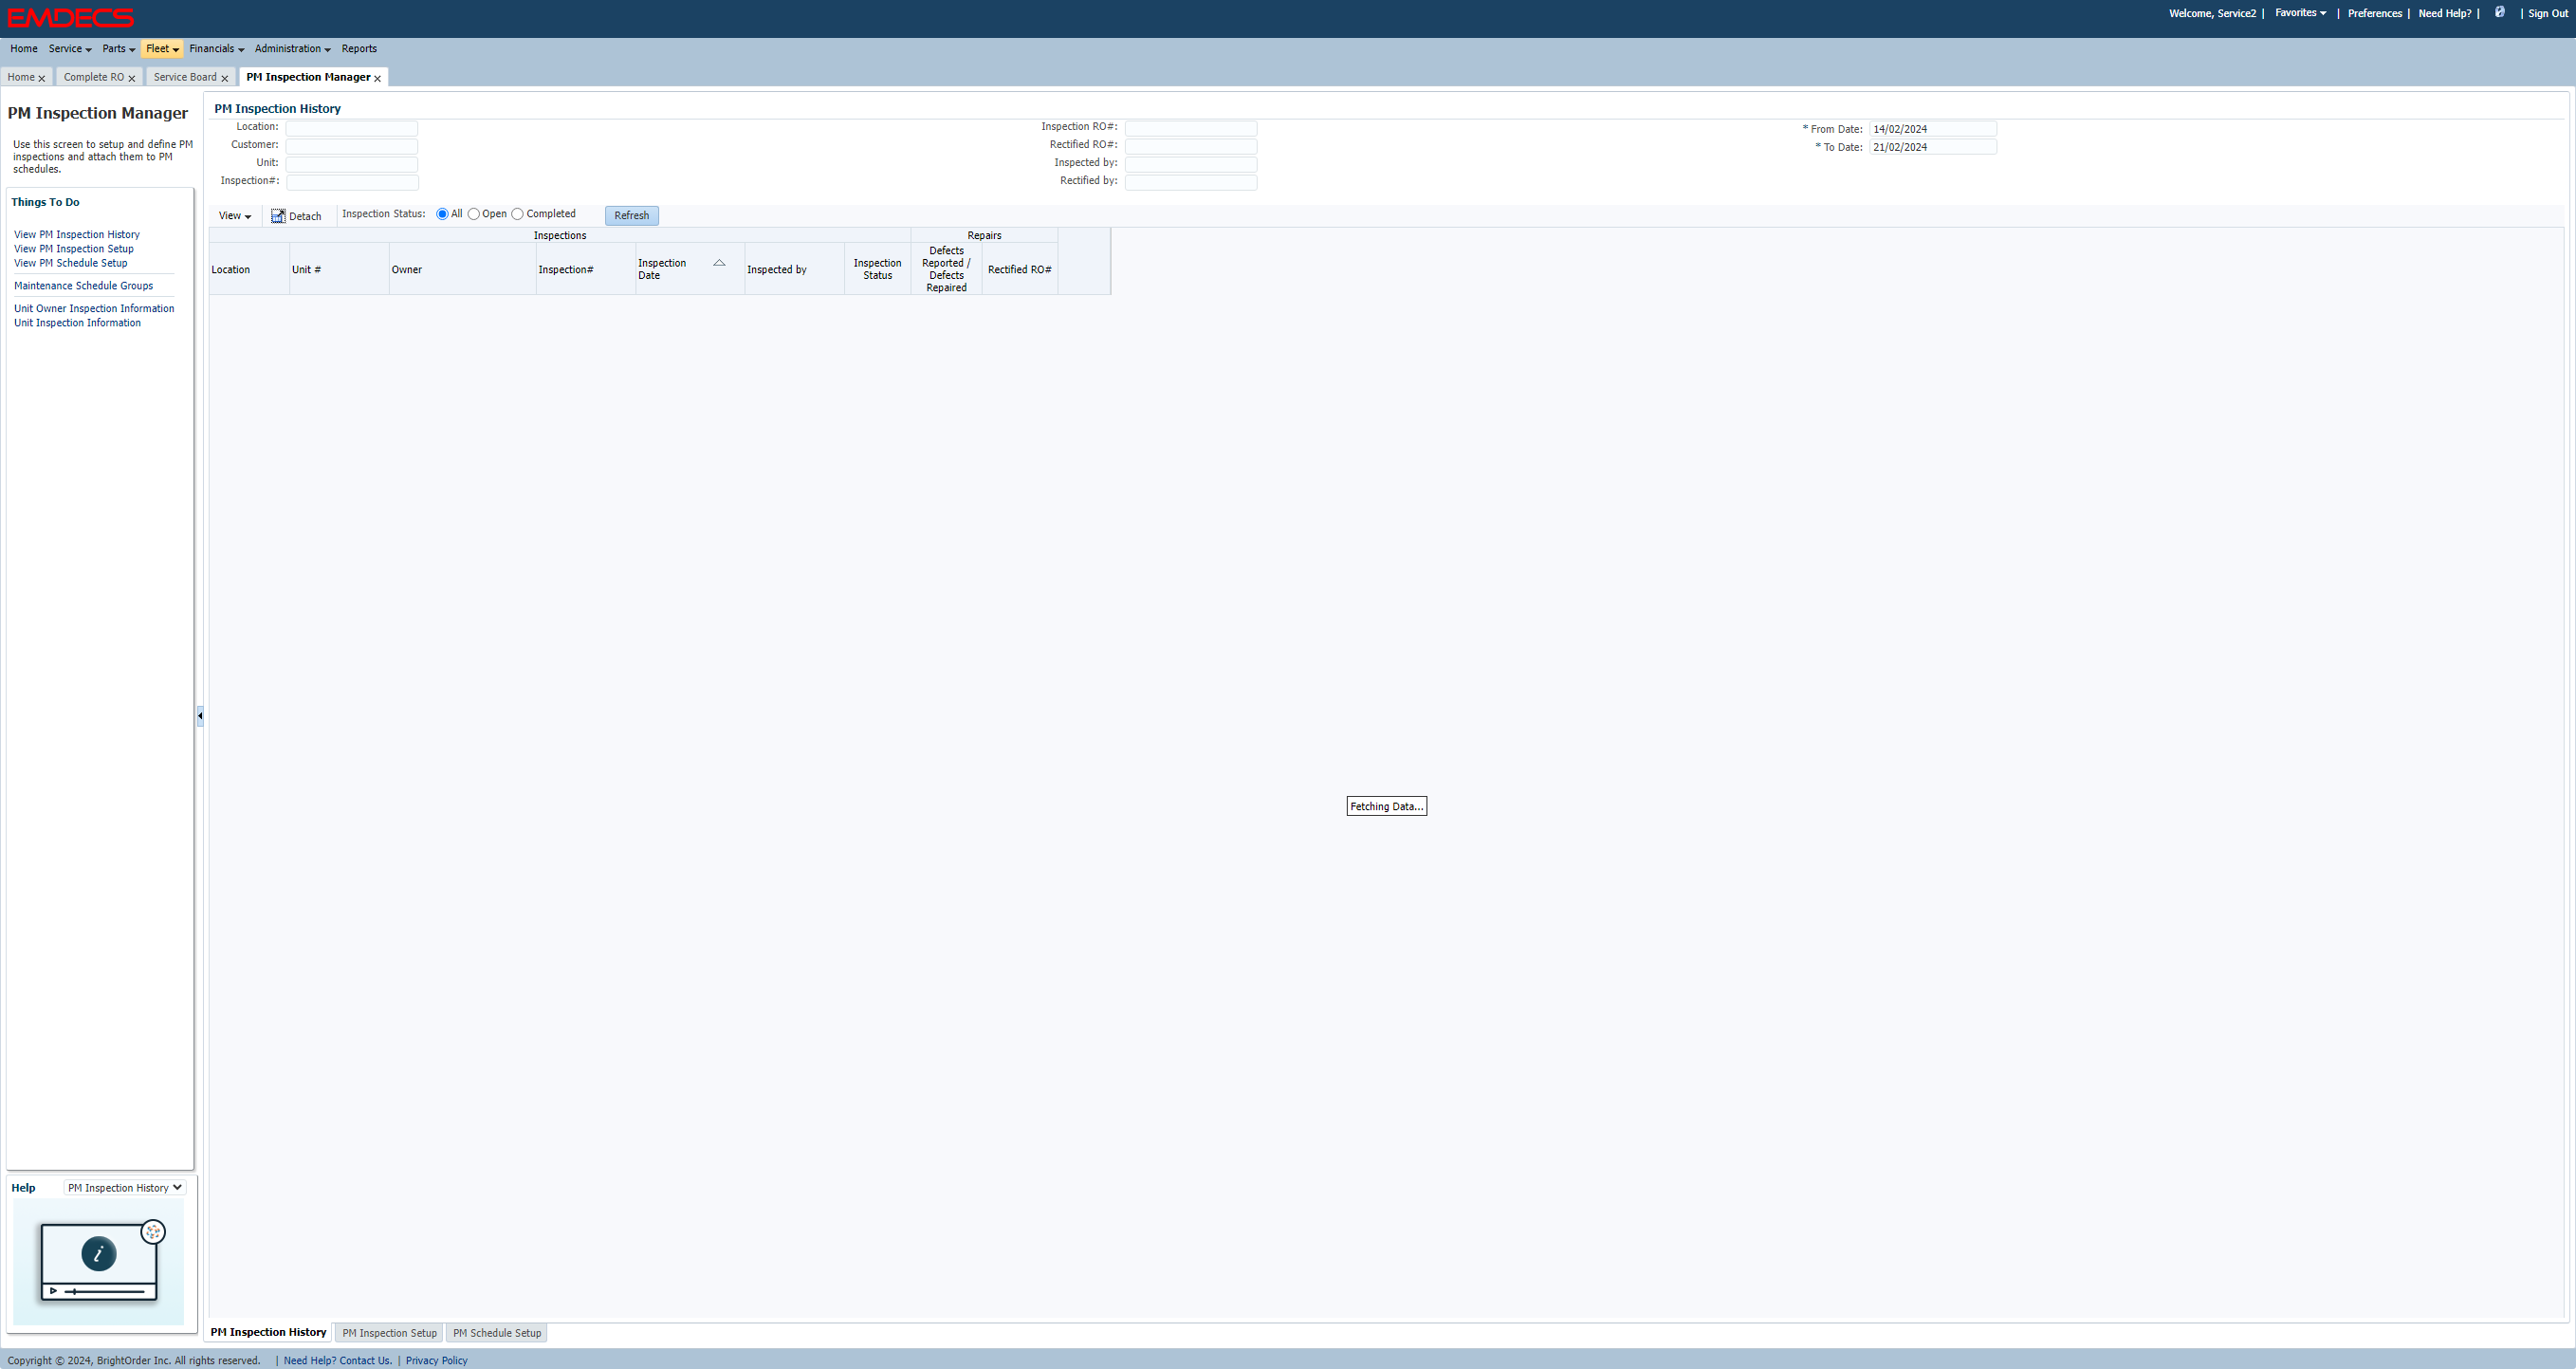 EMDECS
Welcome, Service2 | Favorites | Preferences | Need Help? | | Sign Out
Home Service Parts Fleet Financials Administration Reports
Home Complete RO Service Board PM Inspection Manager
PM Inspection Manager
Use this screen to setup and define PM
inspections and attach them to PM
schedules.
Things To Do
View PM Inspection History
View PM Inspection Setup
View PM Schedule Setup
Maintenance Schedule Groups
Unit Owner Inspection Information
Unit Inspection Information
Help PM Inspection History
i
PM Inspection History
Location: Inspection RO#: * From Date: 14/02/2024
Customer: Rectified RO#: * To Date: 21/02/2024
Unit: Inspected by:
Inspection#: Rectified by:
View Detach Inspection Status: All Open Completed Refresh
Inspections Repairs
Location Unit # Owner Inspection# Inspection Date Inspected by Inspection Status Defects Reported / Defects Repaired Rectified RO#
Fetching Data...
PM Inspection History PM Inspection Setup PM Schedule Setup
Copyright © 2024, BrightOrder Inc. All rights reserved. | Need Help? Contact Us. | Privacy Policy